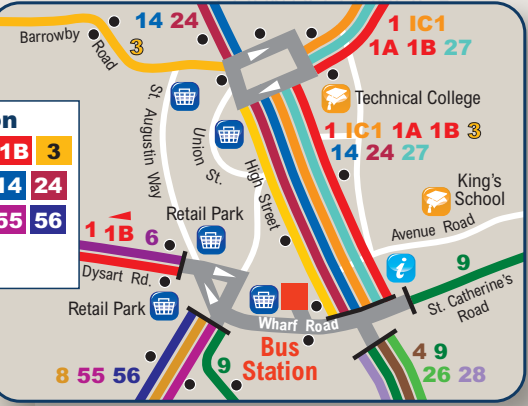 Barrowby
Road
3
14 24
1 IC1
1A 1B 27
on
1B 3
14 24
55 56
St. Augustin Way
Union St.
High Street
Technical College
1 IC1 1A 1B 3
14 24 27
King's
School
Avenue Road
Retail Park
1 1B 6
Dysart Rd.
Retail Park
i
9
St. Catherine's
Road
Wharf Road
Bus
Station
8 55 56
9
4 9
26 28